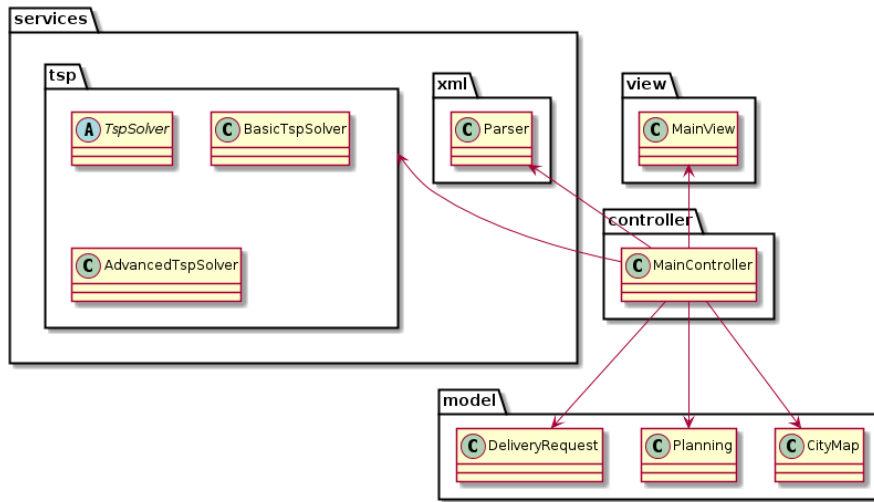 services
tsp
A TspSolver
C BasicTspSolver
C AdvancedTspSolver
xml
C Parser
view
C MainView
controller
C MainController
model
C DeliveryRequest
C Planning
C CityMap